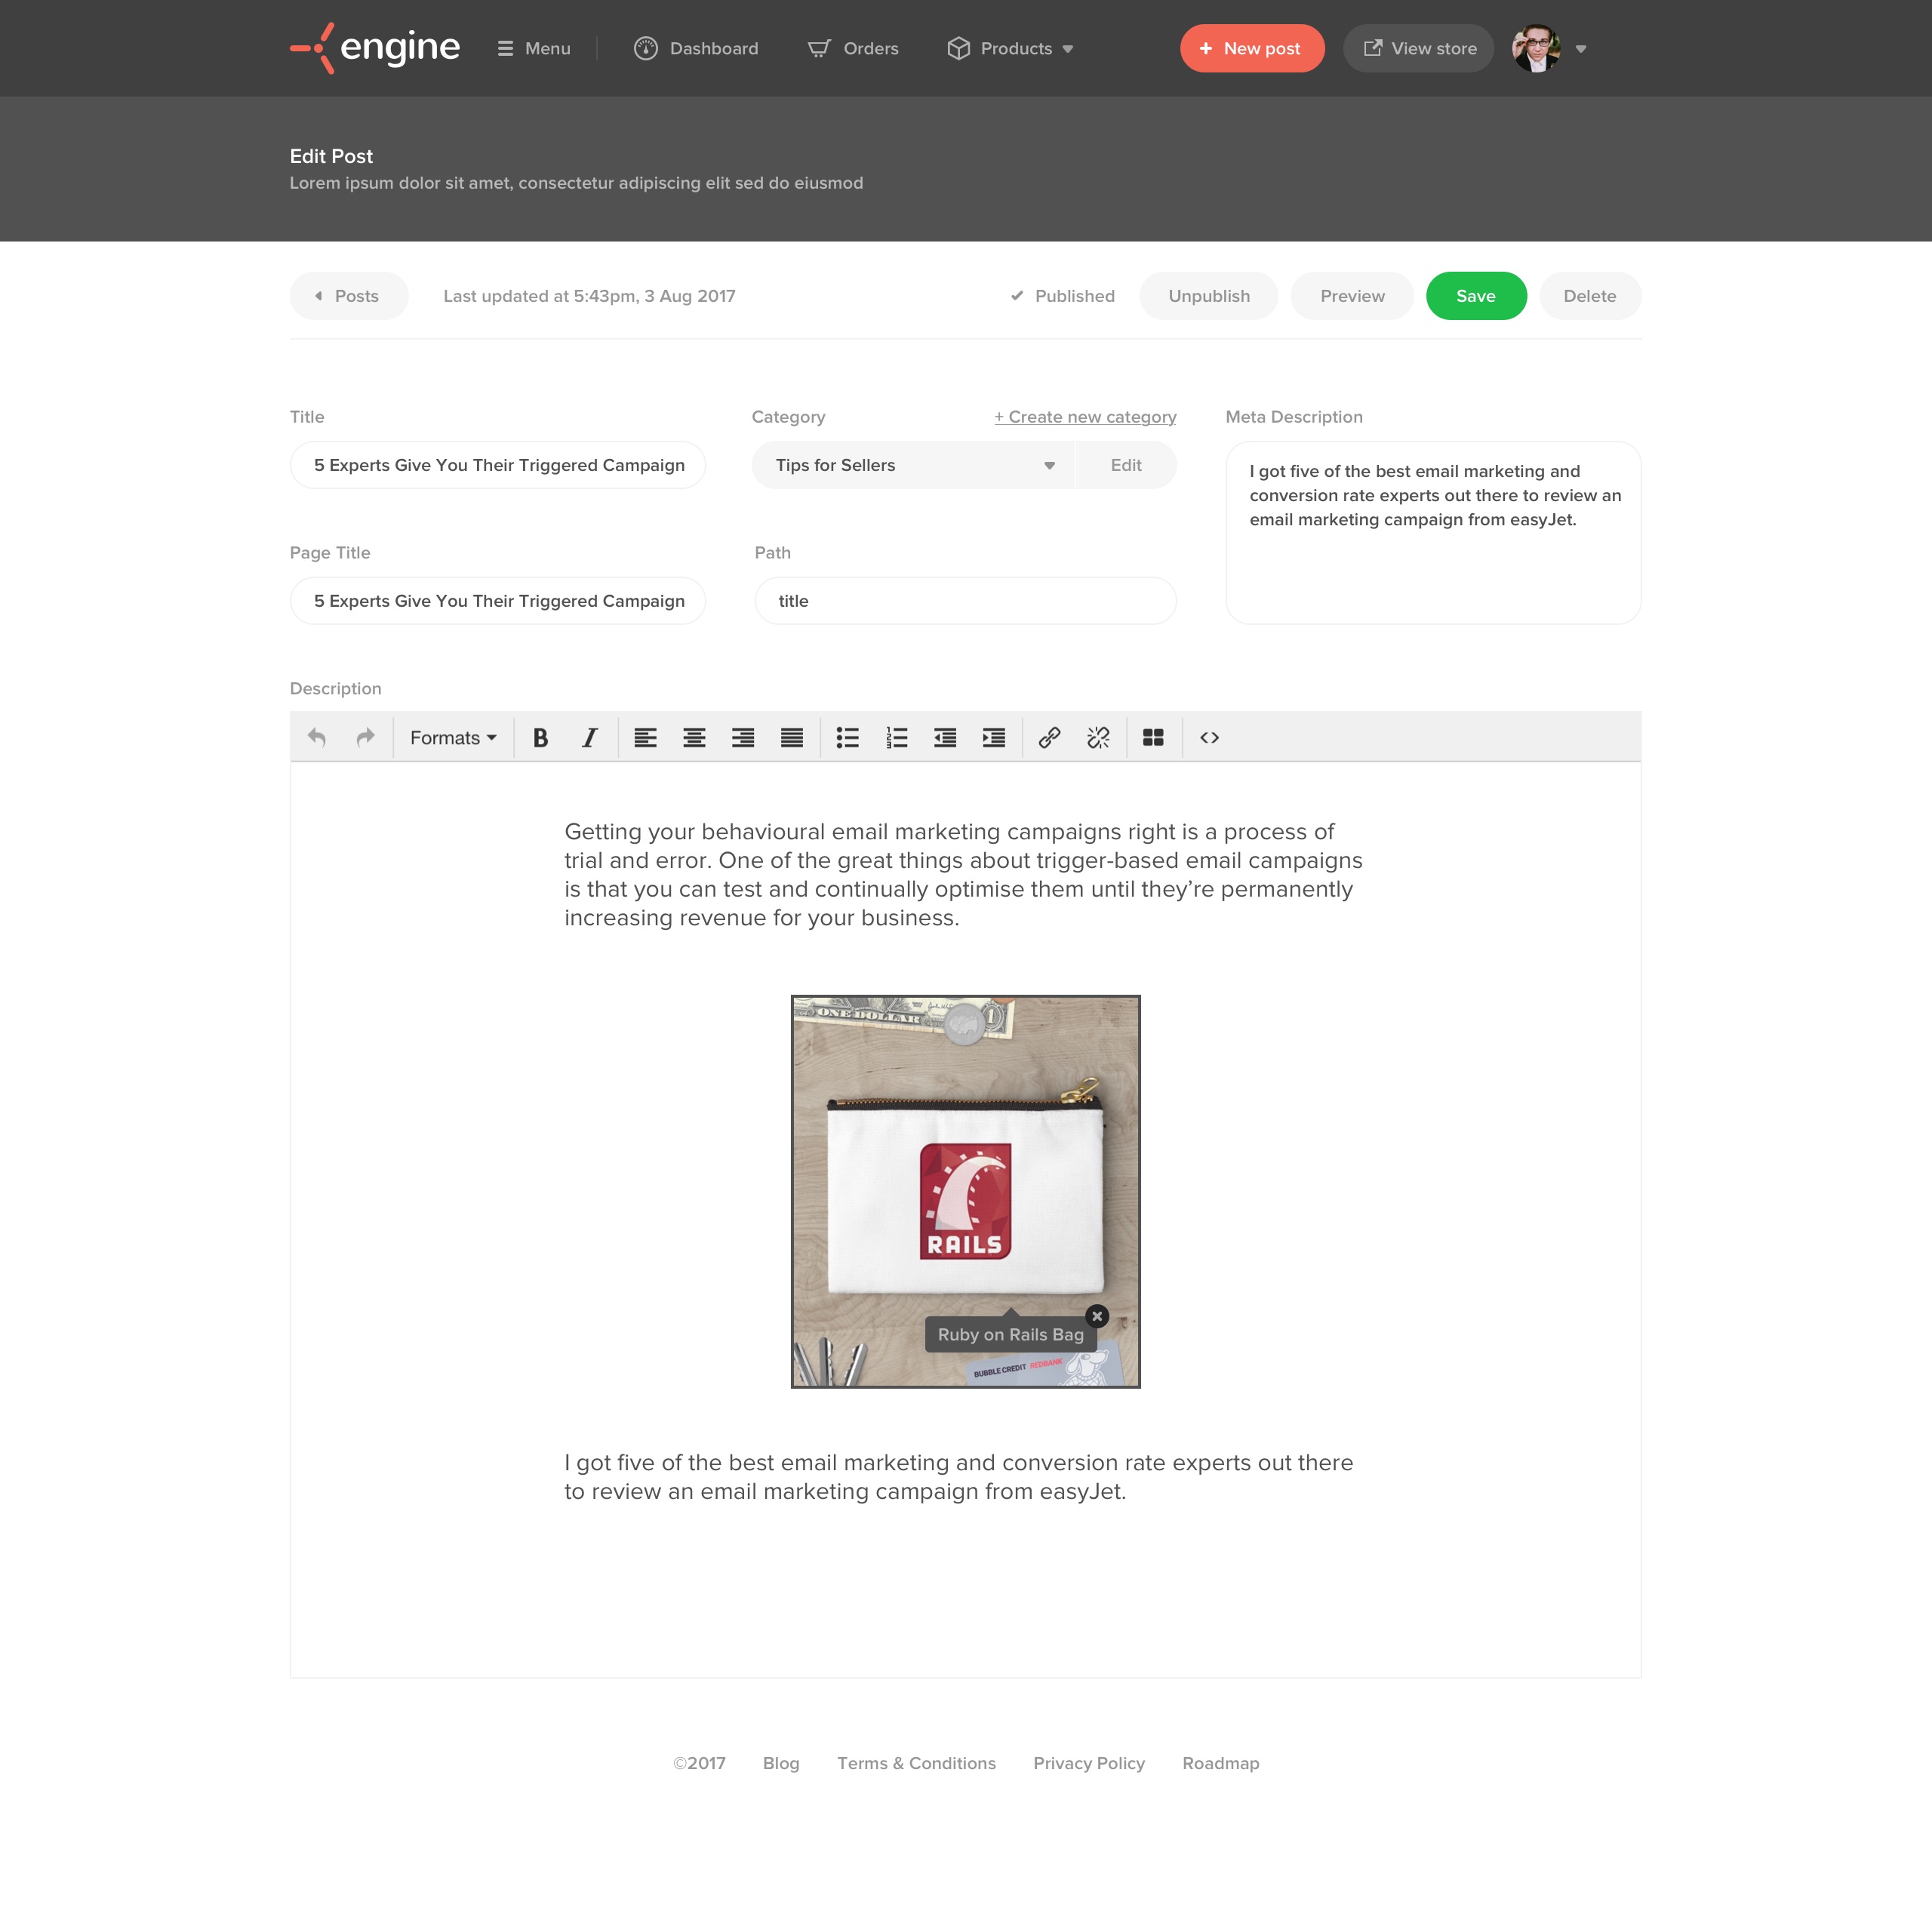 engine
Menu
Dashboard
Orders
Products
New post
View store
Edit Post
Lorem ipsum dolor sit amet, consectetur adipiscing elit sed do eiusmod
Posts
Last updated at 5:43pm, 3 Aug 2017
Published
Unpublish
Preview
Save
Delete
Title
Category
+ Create new category
Meta Description
5 Experts Give You Their Triggered Campaign
Tips for Sellers
Edit
I got five of the best email marketing and
conversion rate experts out there to review an
email marketing campaign from easyJet.
Page Title
Path
5 Experts Give You Their Triggered Campaign
title
Description
Formats
B
I
Getting your behavioural email marketing campaigns right is a process of
trial and error. One of the great things about trigger-based email campaigns
is that you can test and continually optimise them until they’re permanently
increasing revenue for your business.
ONE DOLLAR
1
RAILS
Ruby on Rails Bag
BUBBLE CREDIT REDBANK
I got five of the best email marketing and conversion rate experts out there
to review an email marketing campaign from easyJet.
©2017
Blog
Terms & Conditions
Privacy Policy
Roadmap